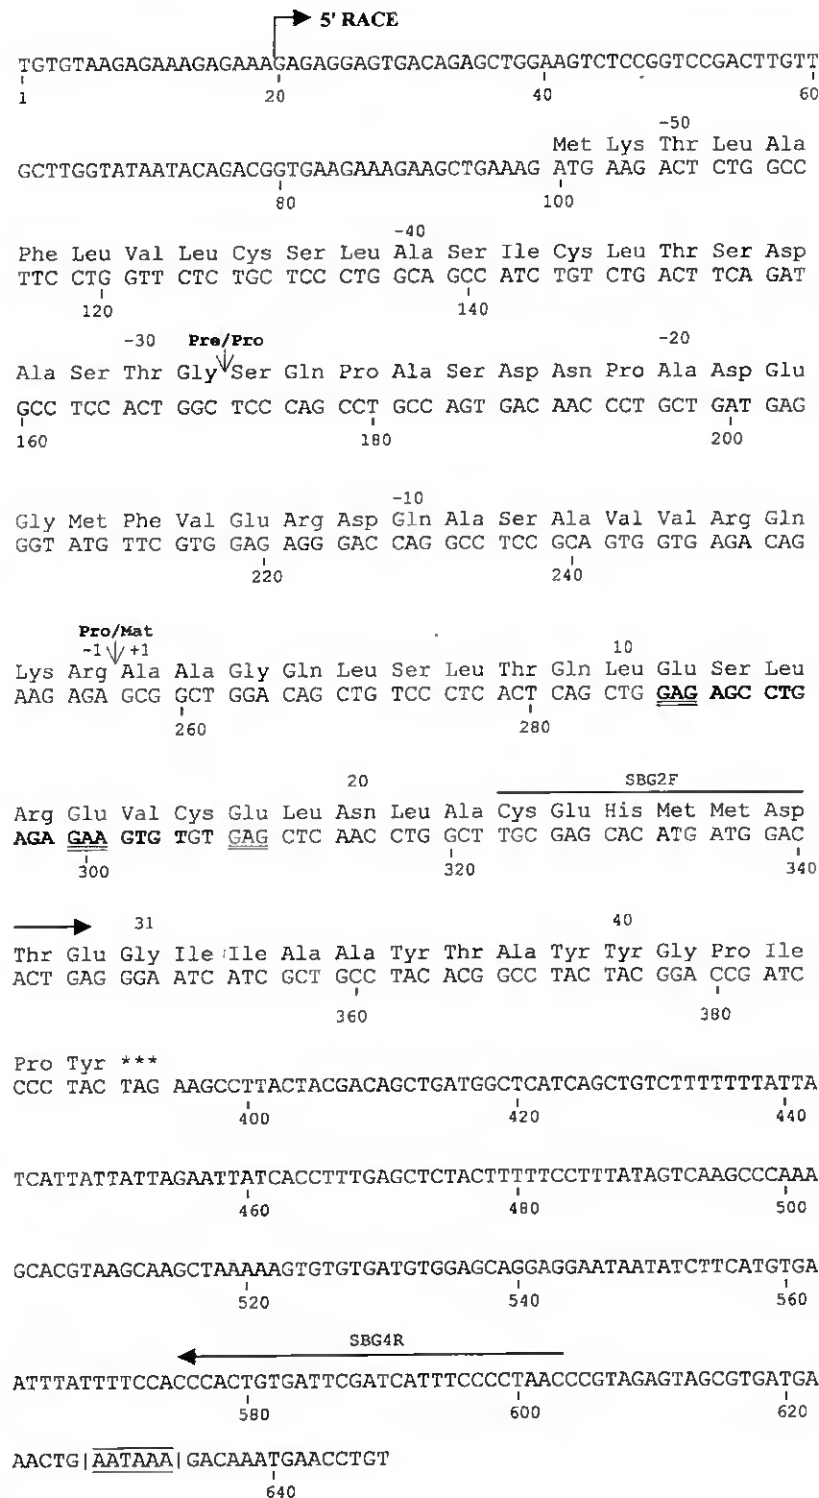 5' RACE
TGTGTAAGAGAAAGAGAAAGAGAGGAGTGACAGAGCTGGAAGTCTCCGGTCCGACTTGTT
1 20 40 60
-50
Met Lys Thr Leu Ala
GCTTGGTATAATACAGACGGTGAAGAAAGAAGCTGAAAG ATG AAG ACT CTG GCC
80 100
-40
Phe Leu Val Leu Cys Ser Leu Ala Ser Ile Cys Leu Thr Ser Asp
TTC CTG GTT CTC TGC TCC CTG GCA GCC ATC TGT CTG ACT TCA GAT
120 140
-30 Pre/Pro -20
Ala Ser Thr Gly Ser Gln Pro Ala Ser Asp Asn Pro Ala Asp Glu
GCC TCC ACT GGC TCC CAG CCT GCC AGT GAC AAC CCT GCT GAT GAG
160 180 200
-10
Gly Met Phe Val Glu Arg Asp Gln Ala Ser Ala Val Val Arg Gln
GGT ATG TTC GTG GAG AGG GAC CAG GCC TCC GCA GTG GTG AGA CAG
220 240
Pro/Mat
-1 +1 10
Lys Arg Ala Ala Gly Gln Leu Ser Leu Thr Gln Leu Glu Ser Leu
AAG AGA GCG GCT GGA CAG CTG TCC CTC ACT CAG CTG GAG AGC CTG
260 280
20 SBG2F
Arg Glu Val Cys Glu Leu Asn Leu Ala Cys Glu His Met Met Asp
AGA GAA GTG TGT GAG CTC AAC CTG GCT TGC GAG CAC ATG ATG GAC
300 320 340
31 40
Thr Glu Gly Ile Ile Ala Ala Tyr Thr Ala Tyr Tyr Gly Pro Ile
ACT GAG GGA ATC ATC GCT GCC TAC ACG GCC TAC TAC GGA CCG ATC
360 380
Pro Tyr ***
CCC TAC TAG AAGCCTTACTACGACAGCTGATGGCTCATCAGCTGTCTTTTTTTATTA
400 420 440
TCATTATTATTAGAATTATCACCTTTGAGCTCTACTTTTTCCTTTATAGTCAAGCCCAAA
460 480 500
GCACGTAAGCAAGCTAAAAAGTGTGTGATGTGGAGCAGGAGGAATAATATCTTCATGTGA
520 540 560
SBG4R
ATTTATTTTCCACCCACTGTGATTCGATCATTTCCCCTAACCCGTAGAGTAGCGTGATGA
580 600 620
AACTG|AATAAA|GACAAATGAACCTGT
640